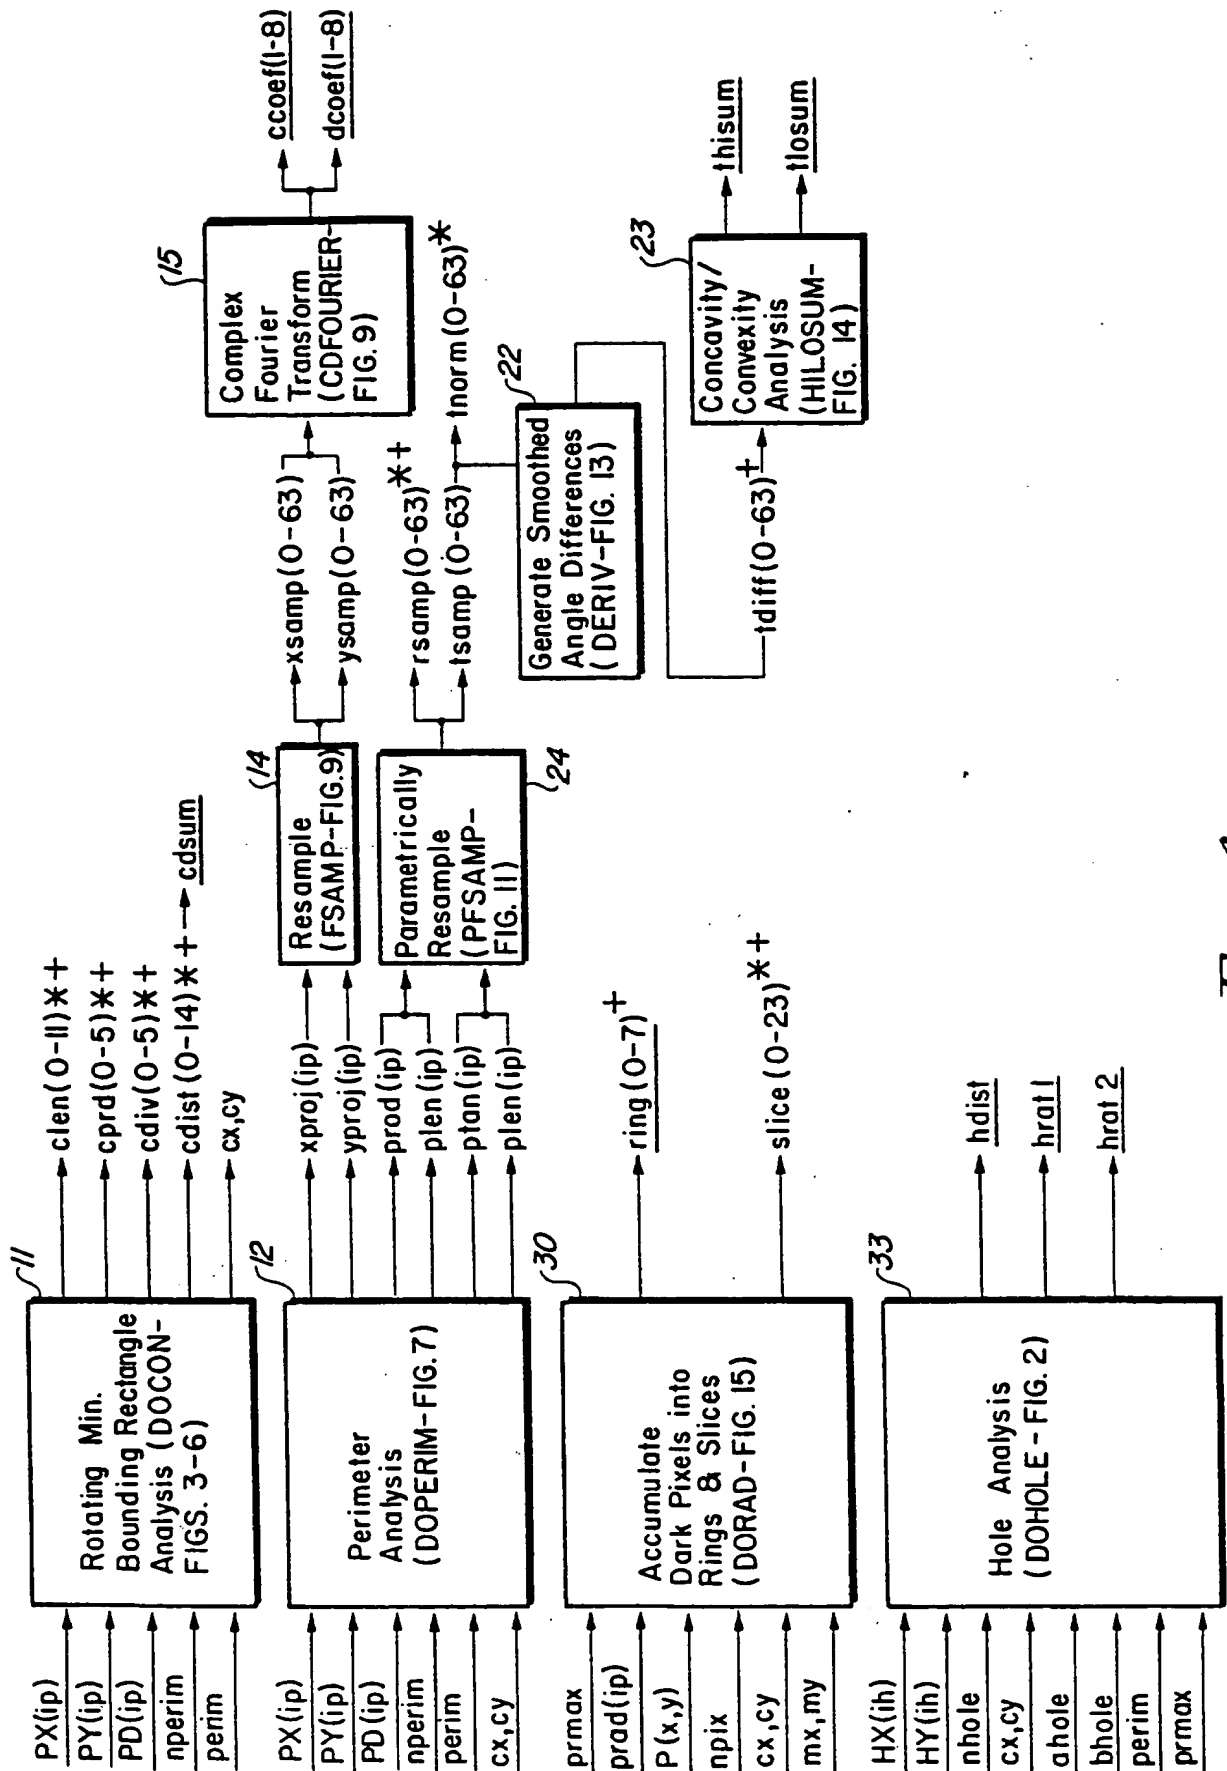 PX(ip)
PY(ip)
PD(ip)
nperim
perim
11
Rotating Min.
Bounding Rectangle
Analysis (DOCON-
FIGS. 3-6)
clen(0-11)*+
cprd(0-5)*+
cdiv(0-5)*+
cdist(0-14)*+
cdsum
cx,cy
PX(ip)
PY(ip)
PD(ip)
nperim
perim
cx,cy
12
Perimeter
Analysis
(DOPERIM-FIG.7)
xproj(ip)
yproj(ip)
prad(ip)
plen(ip)
ptan(ip)
plen(ip)
14
Resample
(FSAMP-FIG.9)
xsamp(0-63)
ysamp(0-63)
15
Complex
Fourier
Transform
(CDFOURIER-
FIG.9)
ccoef(1-8)
dcoef(1-8)
24
Parametrically
Resample
(PFSAMP-
FIG. 11)
rsamp(0-63)*+
tsamp(0-63)
tnorm(0-63)*
22
Generate Smoothed
Angle Differences
(DERIV-FIG. 13)
tdiff(0-63)+
23
Concavity/
Convexity
Analysis
(HILOSUM-
FIG. 14)
thisum
tlosum
prmax
prad(ip)
P(x,y)
npix
cx,cy
mx,my
30
Accumulate
Dark Pixels into
Rings & Slices
(DORAD-FIG. 15)
ring(0-7)+
slice(0-23)*+
HX(ih)
HY(ih)
nhole
cx,cy
ahole
bhole
perim
prmax
33
Hole Analysis
(DOHOLE-FIG. 2)
hdist
hrat 1
hrat 2